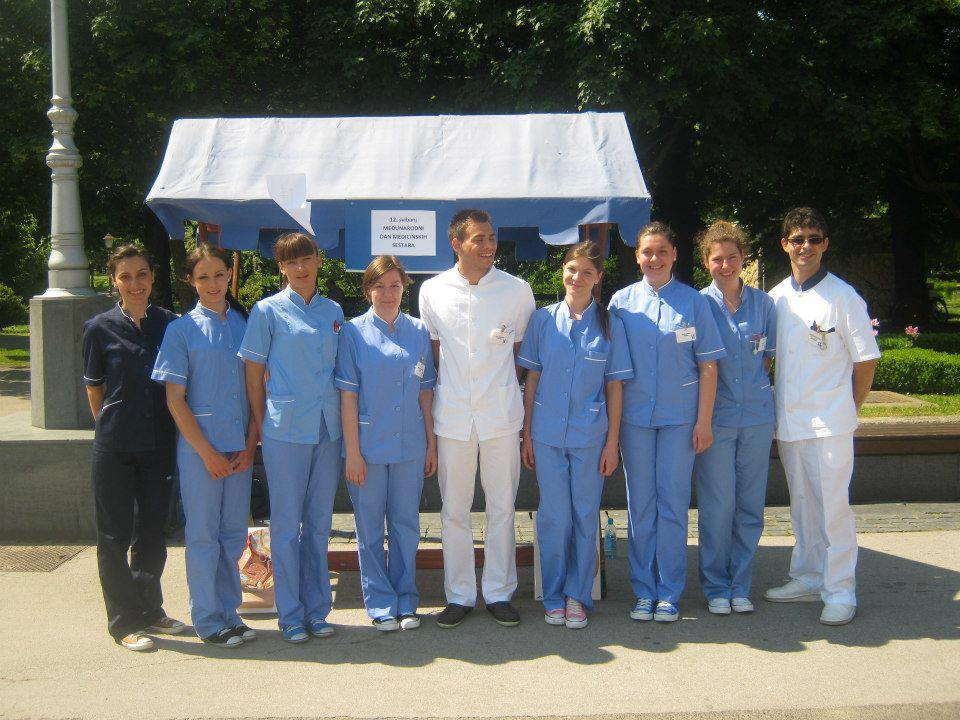 12. svibanj
MEĐUNARODNI
DAN MEDICINSKIH
SESTARA